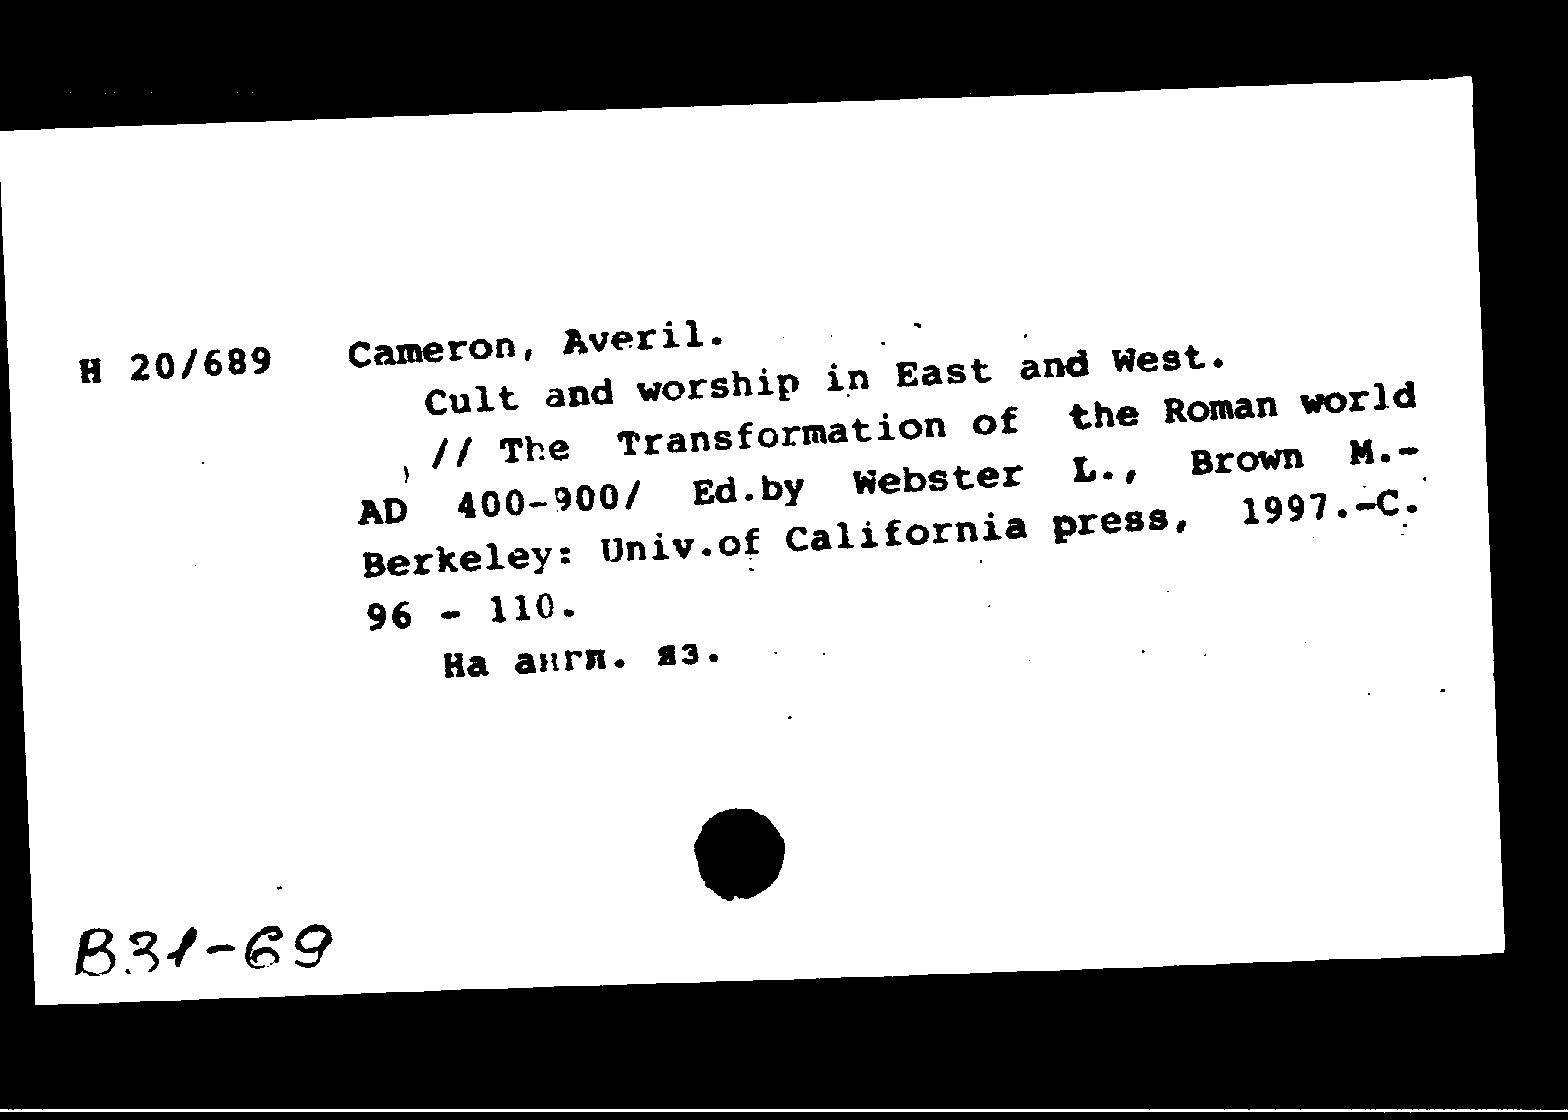 Н 20/689 Cameron, Averil.
Cult and worship in East and West.
// The Transformation of the Roman world
AD 400-900/ Ed.by Webster L., Brown M.-
Berkeley: Univ.of California press, 1997.-С.
96 - 110.
На англ. яз.
В31-69